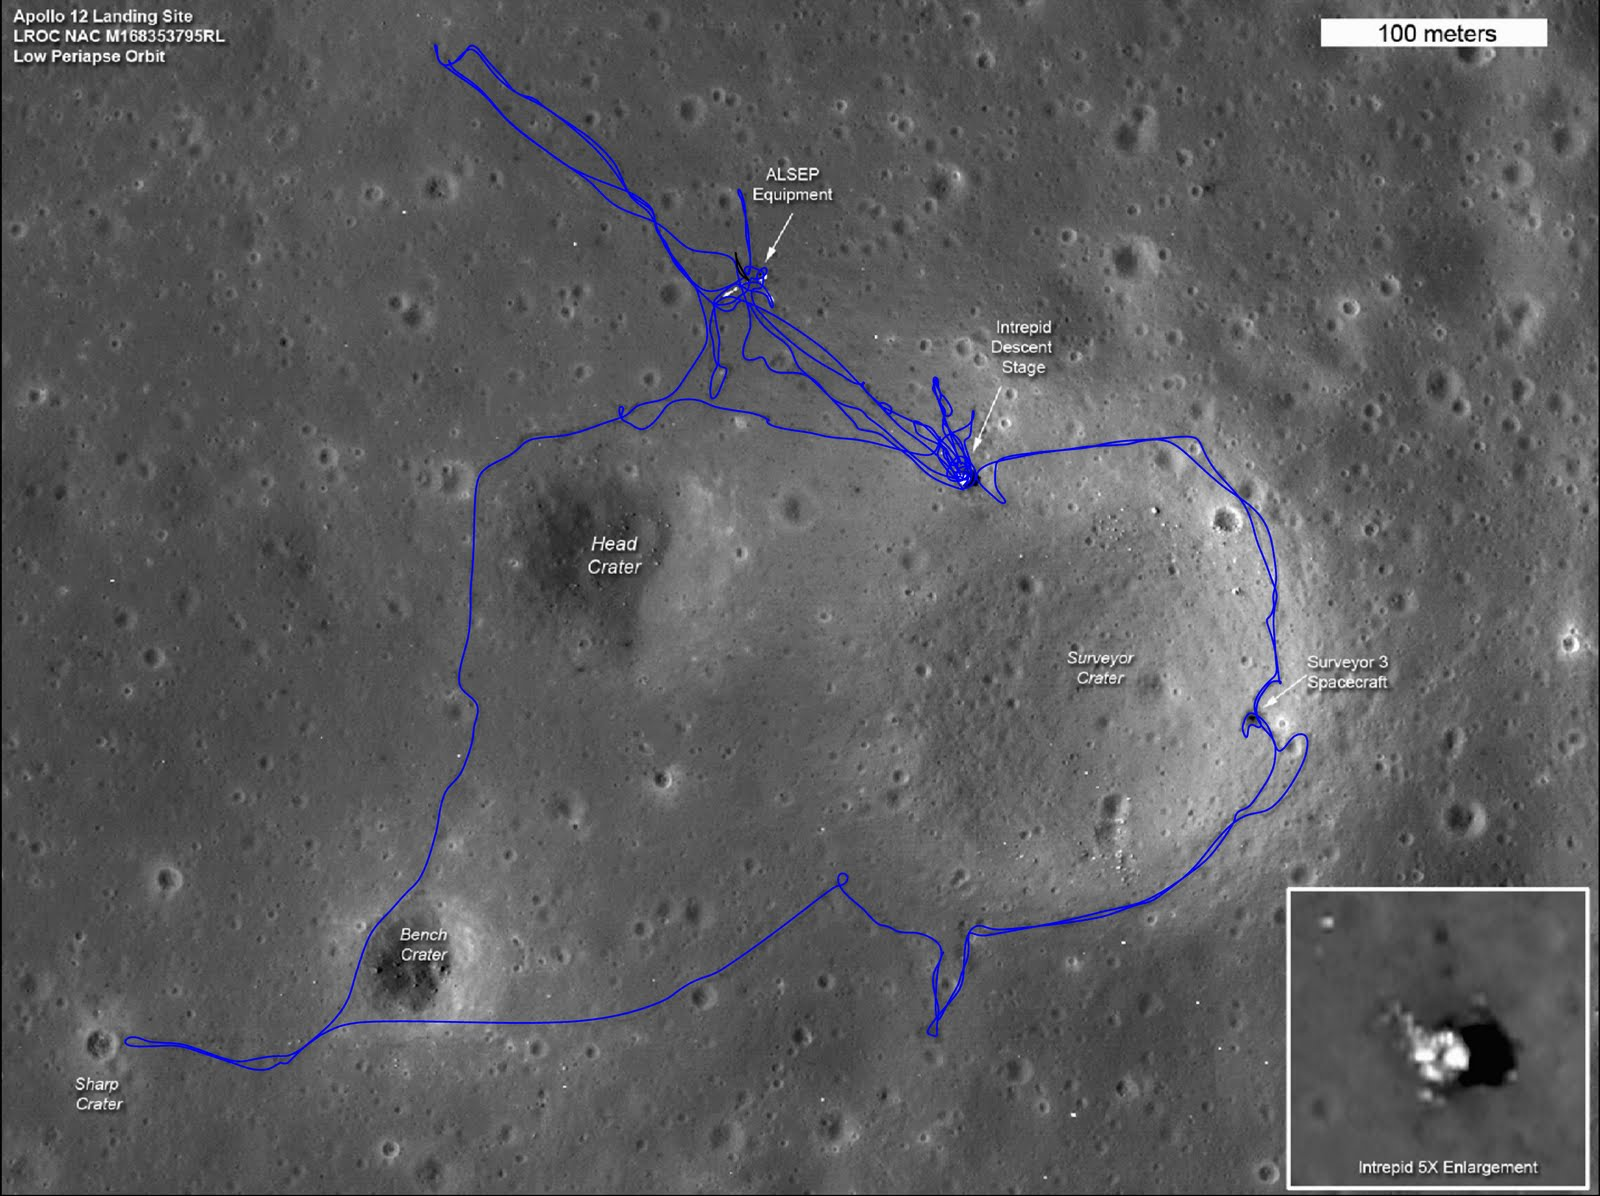 Apollo 12 Landing Site
LROC NAC M168353795RL
Low Periapse Orbit
100 meters
ALSEP
Equipment
Intrepid
Descent
Stage
Head
Crater
Surveyor
Crater
Surveyor 3
Spacecraft
Bench
Crater
Sharp
Crater
Intrepid 5X Enlargement